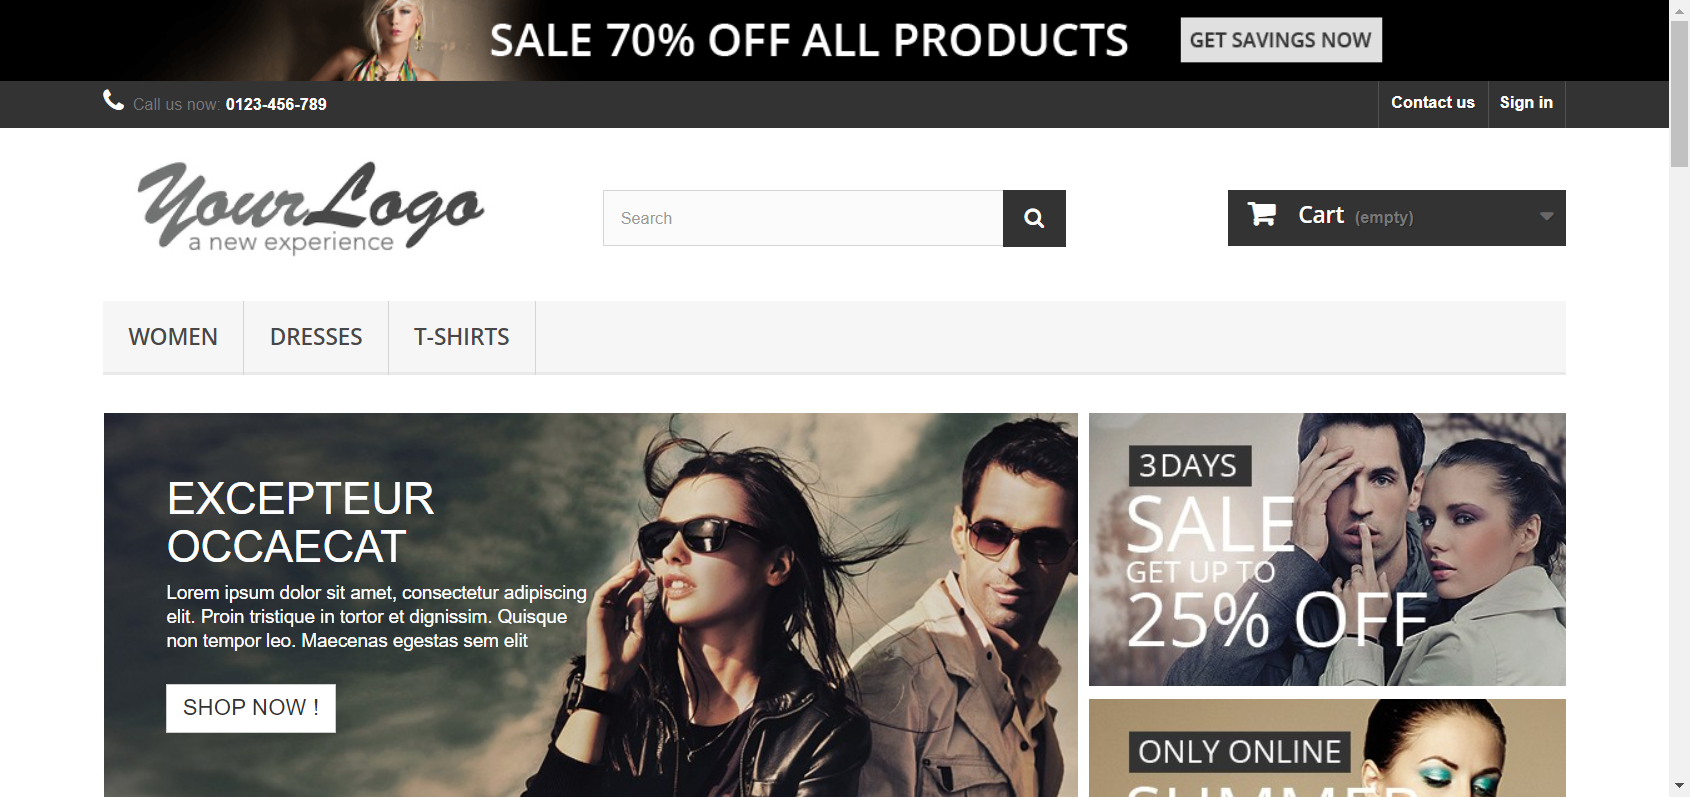 SALE 70% OFF ALL PRODUCTS
GET SAVINGS NOW
Call us now: 0123-456-789
Contact us
Sign in
YourLogo
a new experience
Search
Cart (empty)
WOMEN
DRESSES
T-SHIRTS
EXCEPTEUR
OCCAECAT
Lorem ipsum dolor sit amet, consectetur adipiscing
elit. Proin tristique in tortor et dignissim. Quisque
non tempor leo. Maecenas egestas sem elit
SHOP NOW !
3 DAYS
SALE
GET UP TO
25% OFF
ONLY ONLINE
SUMMER